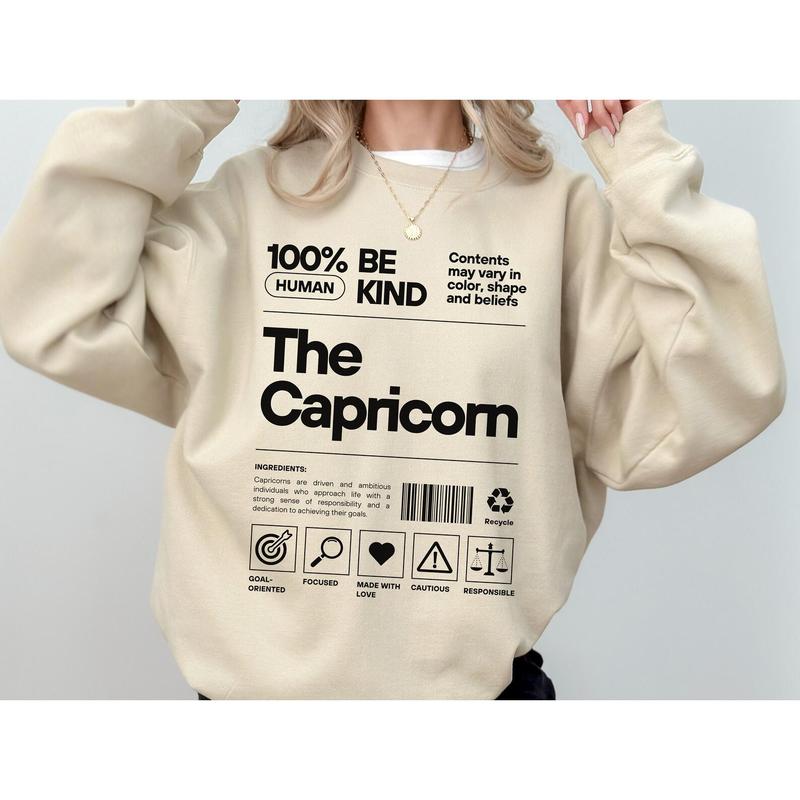 100% BE
HUMAN KIND
Contents
may vary in
color, shape
and beliefs
The
Capricorn
INGREDIENTS:
Capricorns are driven and ambitious
individuals who approach life with a
strong sense of responsibility and a
dedication to achieving their goals.
Recycle
GOAL-
ORIENTED
FOCUSED
MADE WITH
LOVE
CAUTIOUS
RESPONSIBLE